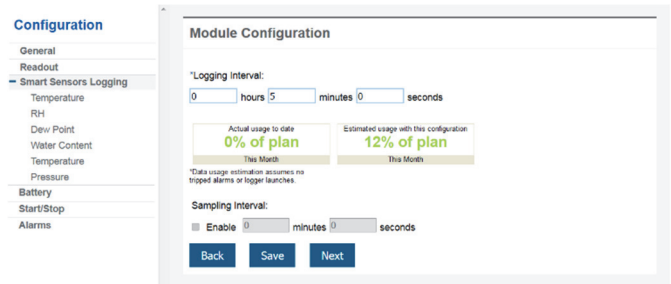 Configuration
General
Readout
Smart Sensors Logging
Temperature
RH
Dew Point
Water Content
Temperature
Pressure
Battery
Start/Stop
Alarms
Module Configuration
*Logging Interval:
0 hours 5 minutes 0 seconds
Actual usage to date
0% of plan
This Month
Estimated usage with this configuration
12% of plan
This Month
*Data usage estimation assumes no
tripped alarms or logger launches.
Sampling Interval:
Enable 0 minutes 0 seconds
Back Save Next